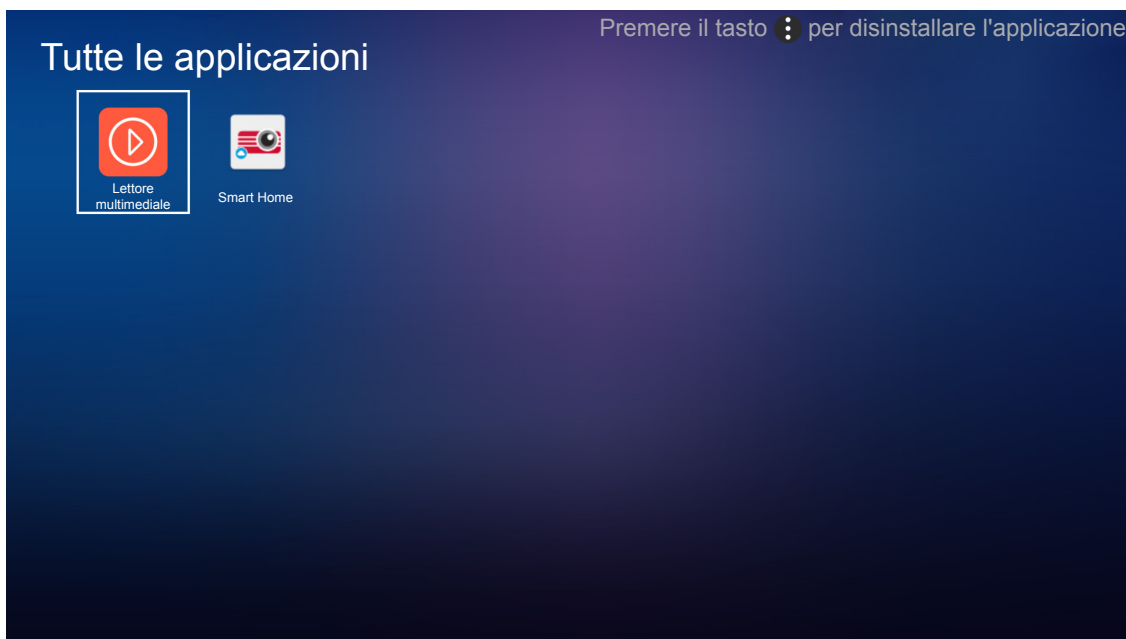 Premere il tasto per disinstallare l'applicazione
Tutte le applicazioni
Lettore
multimediale
Smart Home